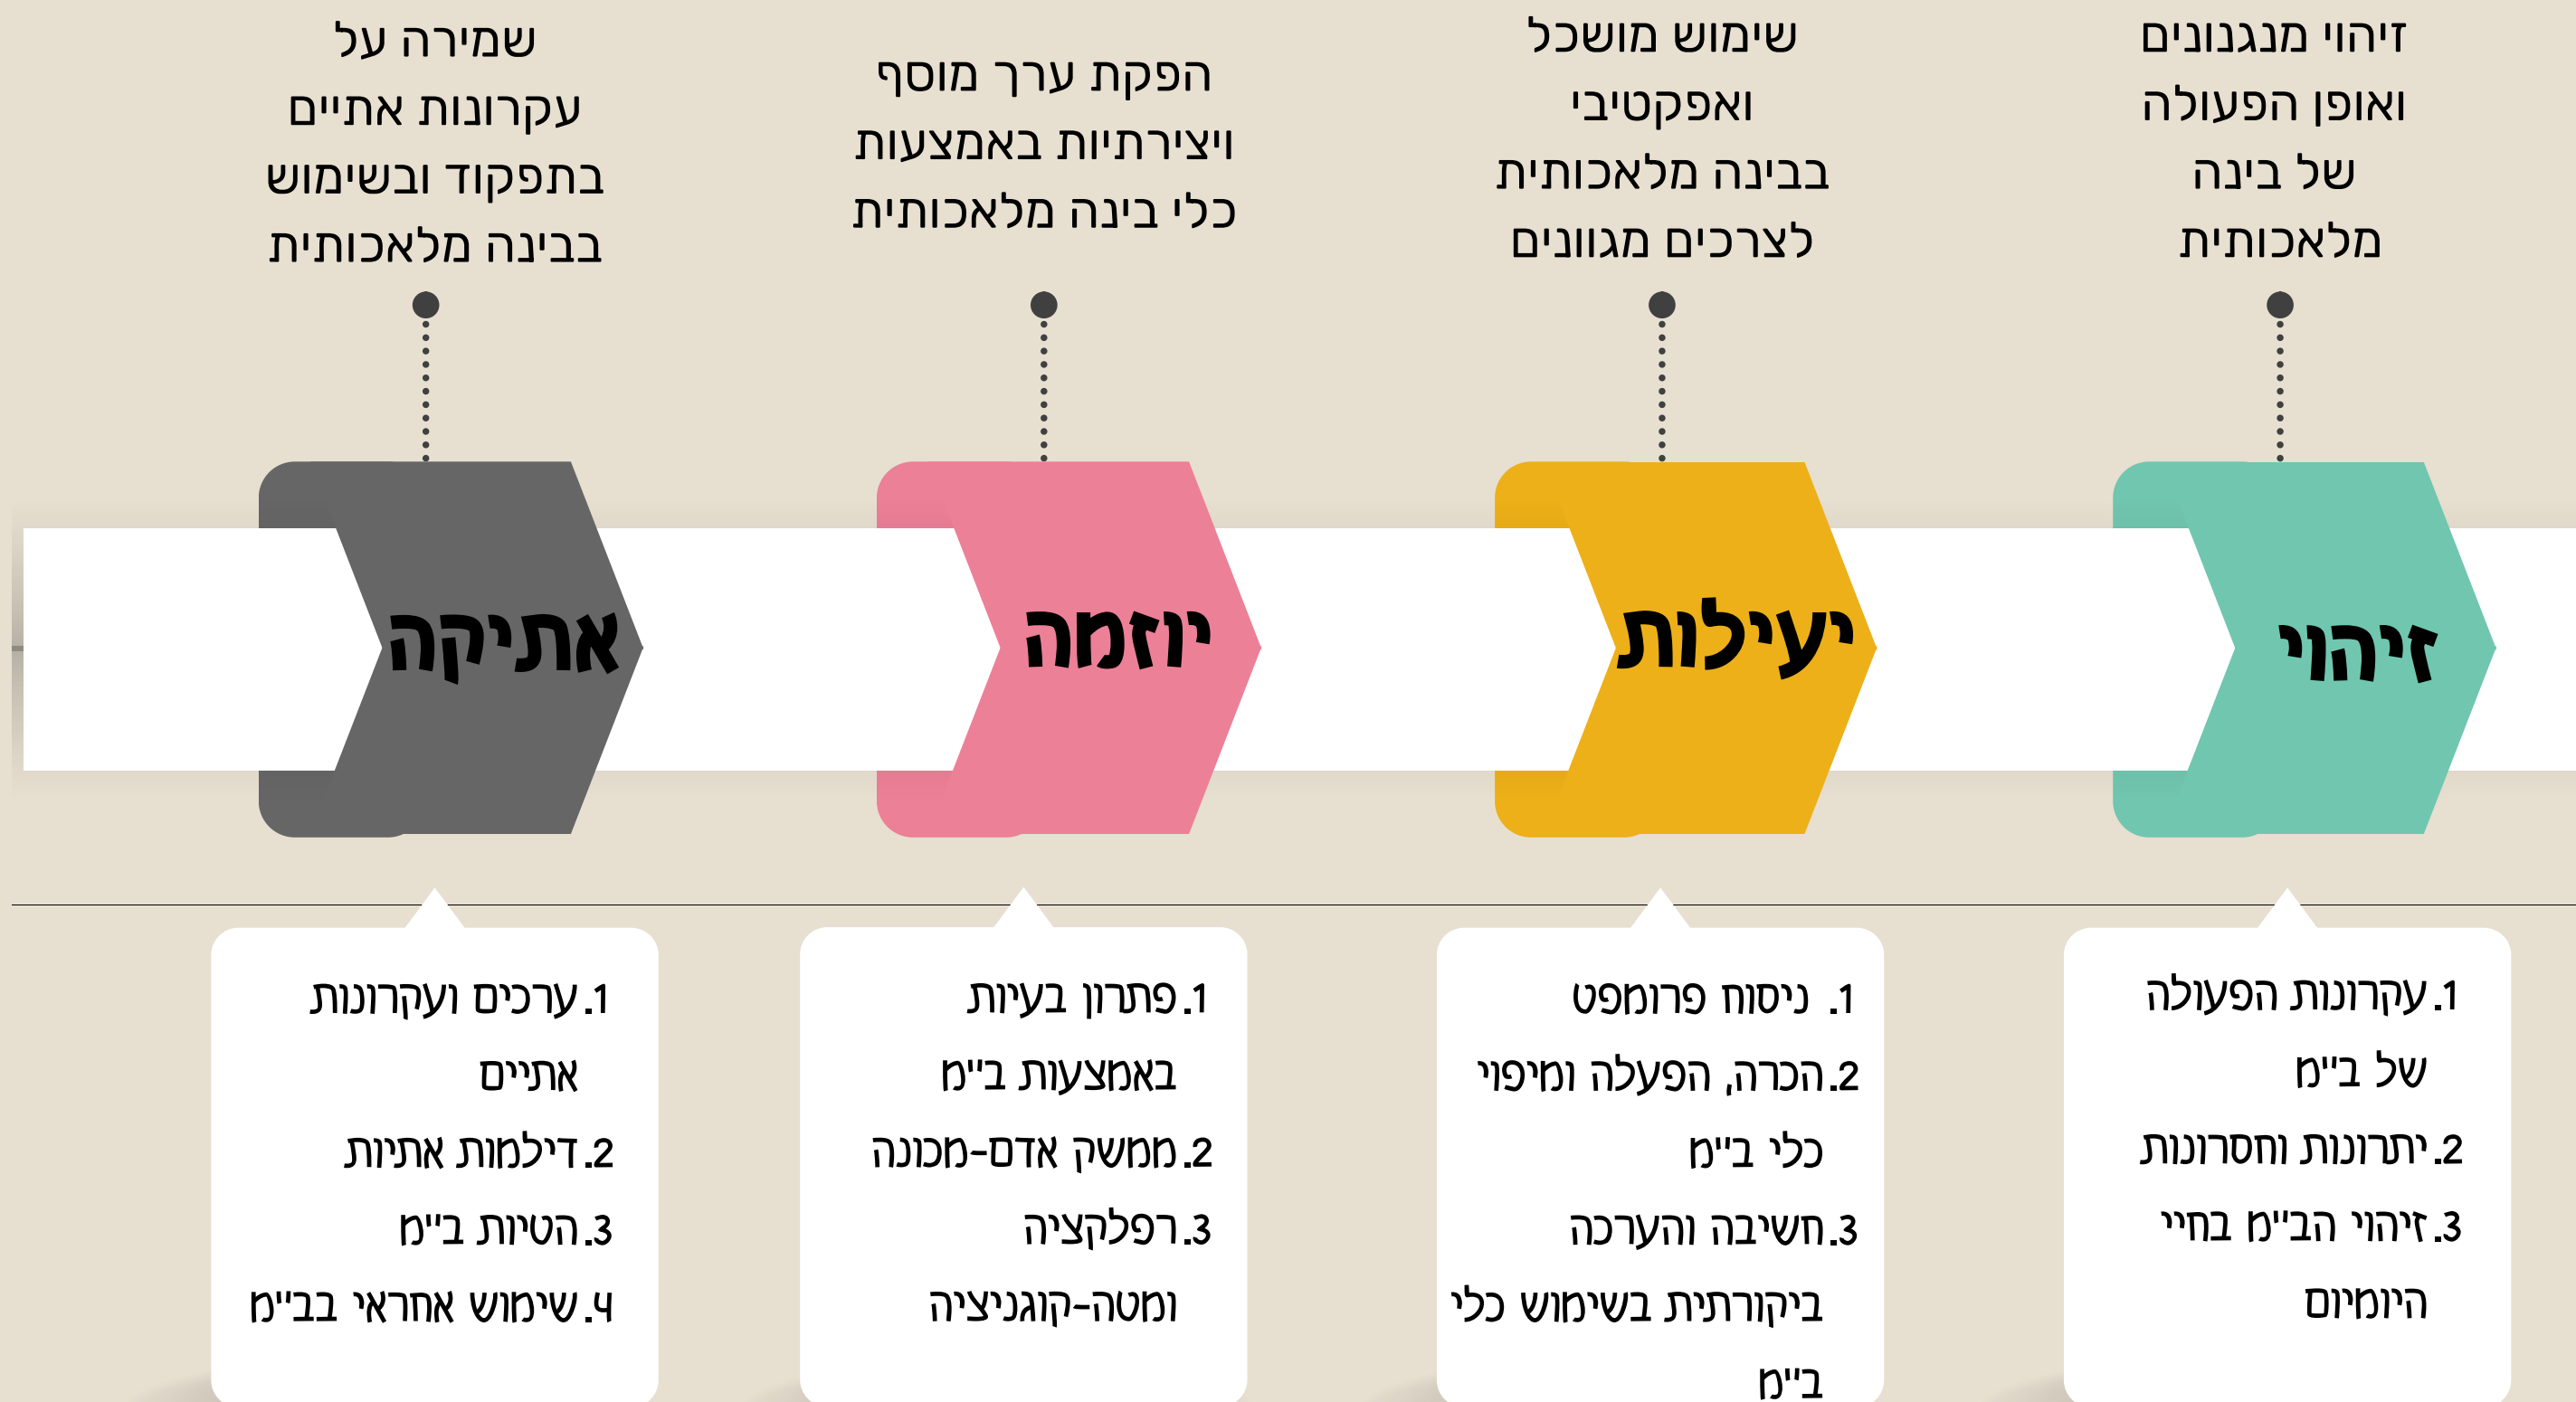 זיהוי מנגנונים
ואופן הפעולה
של בינה
מלאכותית
שימוש מושכל
ואפקטיבי
בבינה מלאכותית
לצרכים מגוונים
הפקת ערך מוסף
ויצירתיות באמצעות
כלי בינה מלאכותית
שמירה על
עקרונות אתיים
בתפקוד ובשימוש
בבינה מלאכותית
זיהוי
יעילות
יוזמה
אתיקה
1. עקרונות הפעולה
של ב"מ
2. יתרונות וחסרונות
3. זיהוי הב"מ בחיי
היומיום
1. ניסוח פרומפט
2. הכרה, הפעלה ומיפוי
כלי ב"מ
3. חשיבה והערכה
ביקורתית בשימוש כלי
ב"מ
1. פתרון בעיות
באמצעות ב"מ
2. ממשק אדם-מכונה
3. רפלקציה
ומטה-קוגניציה
1. ערכים ועקרונות
אתיים
2. דילמות אתיות
3. הטיות ב"מ
4. שימוש אחראי בב"מ